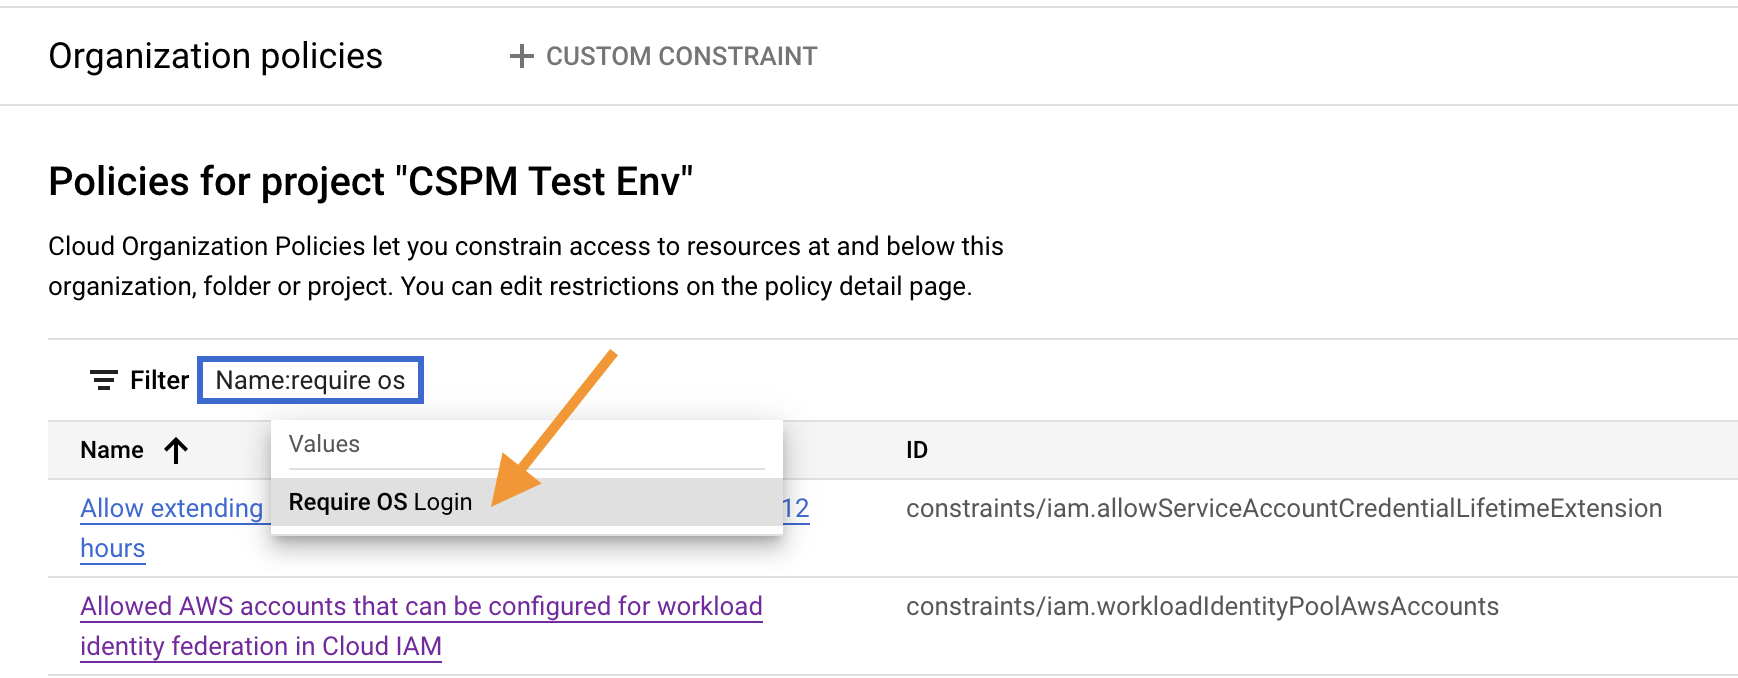 Organization policies
CUSTOM CONSTRAINT
Policies for project "CSPM Test Env"
Cloud Organization Policies let you constrain access to resources at and below this
organization, folder or project. You can edit restrictions on the policy detail page.
Filter Name:require os
Name
ID
Values
Require OS Login
Allow extending
12
hours
constraints/iam.allowServiceAccountCredentialLifetimeExtension
Allowed AWS accounts that can be configured for workload
identity federation in Cloud IAM
constraints/iam.workloadIdentityPoolAwsAccounts